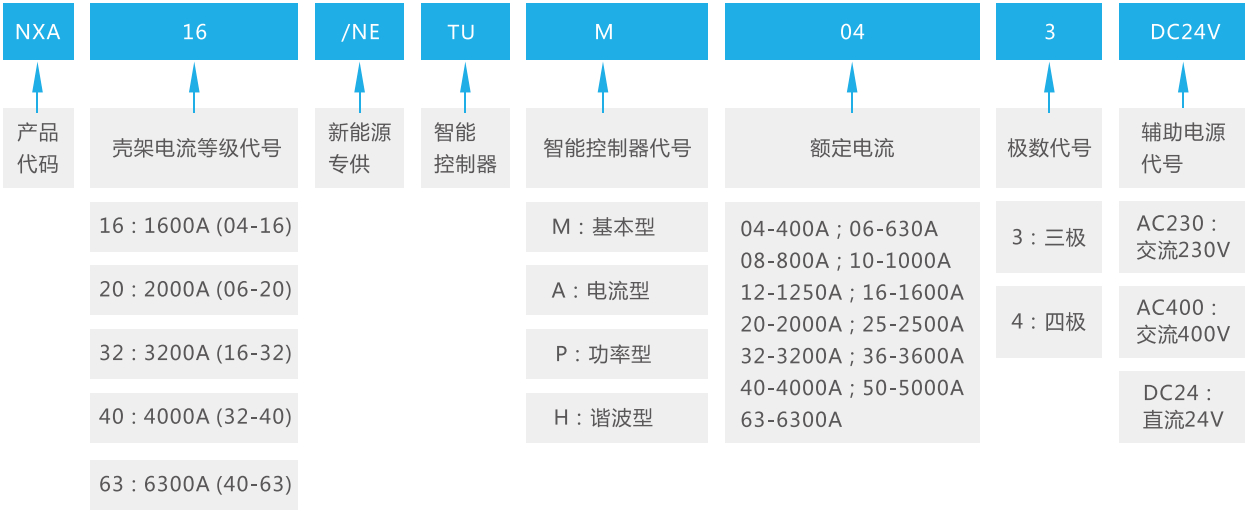 NXA
16
/NE
TU
M
04
3
DC24V
产品
代码
壳架电流等级代号
新能源
专供
智能
控制器
智能控制器代号
额定电流
极数代号
辅助电源
代号
16：1600A (04-16)
20：2000A (06-20)
32：3200A (16-32)
40：4000A (32-40)
63：6300A (40-63)
M：基本型
A：电流型
P：功率型
H：谐波型
04-400A；06-630A
08-800A；10-1000A
12-1250A；16-1600A
20-2000A；25-2500A
32-3200A；36-3600A
40-4000A；50-5000A
63-6300A
3：三极
4：四极
AC230：
交流230V
AC400：
交流400V
DC24：
直流24V